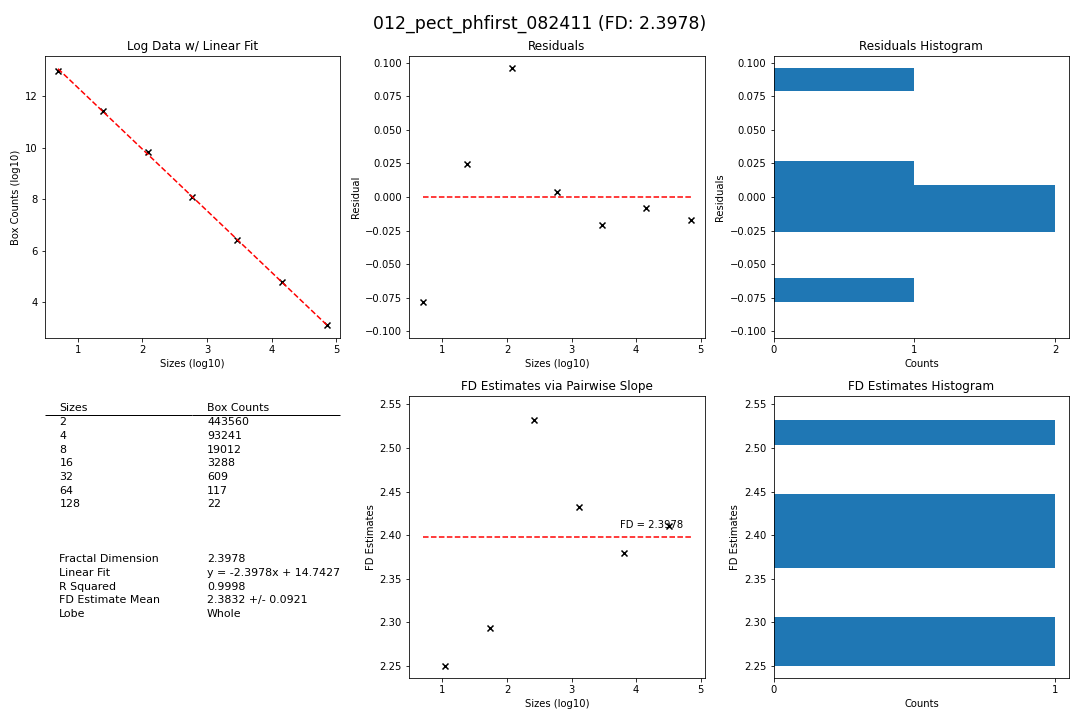 012_pect_phfirst_082411 (FD: 2.3978)
Log Data w/ Linear Fit
Box Counts (log10)
12
10
8
6
4
1 2 3 4 5
Sizes (log10)
Residuals
Residual
0.100
0.075
0.050
0.025
0.000
−0.025
−0.050
−0.075
−0.100
1 2 3 4 5
Sizes (log10)
Residuals Histogram
Residuals
0.100
0.075
0.050
0.025
0.000
−0.025
−0.050
−0.075
−0.100
0 1 2
Counts
Sizes Box Counts
2 443560
4 93241
8 19012
16 3288
32 609
64 117
128 22
Fractal Dimension 2.3978
Linear Fit y = -2.3978x + 14.7427
R Squared 0.9998
FD Estimate Mean 2.3832 +/- 0.0921
Lobe Whole
FD Estimates via Pairwise Slope
FD Estimates
2.55
2.50
2.45
2.40
2.35
2.30
2.25
FD = 2.3978
1 2 3 4 5
Sizes (log10)
FD Estimates Histogram
FD Estimates
2.55
2.50
2.45
2.40
2.35
2.30
2.25
0 1
Counts